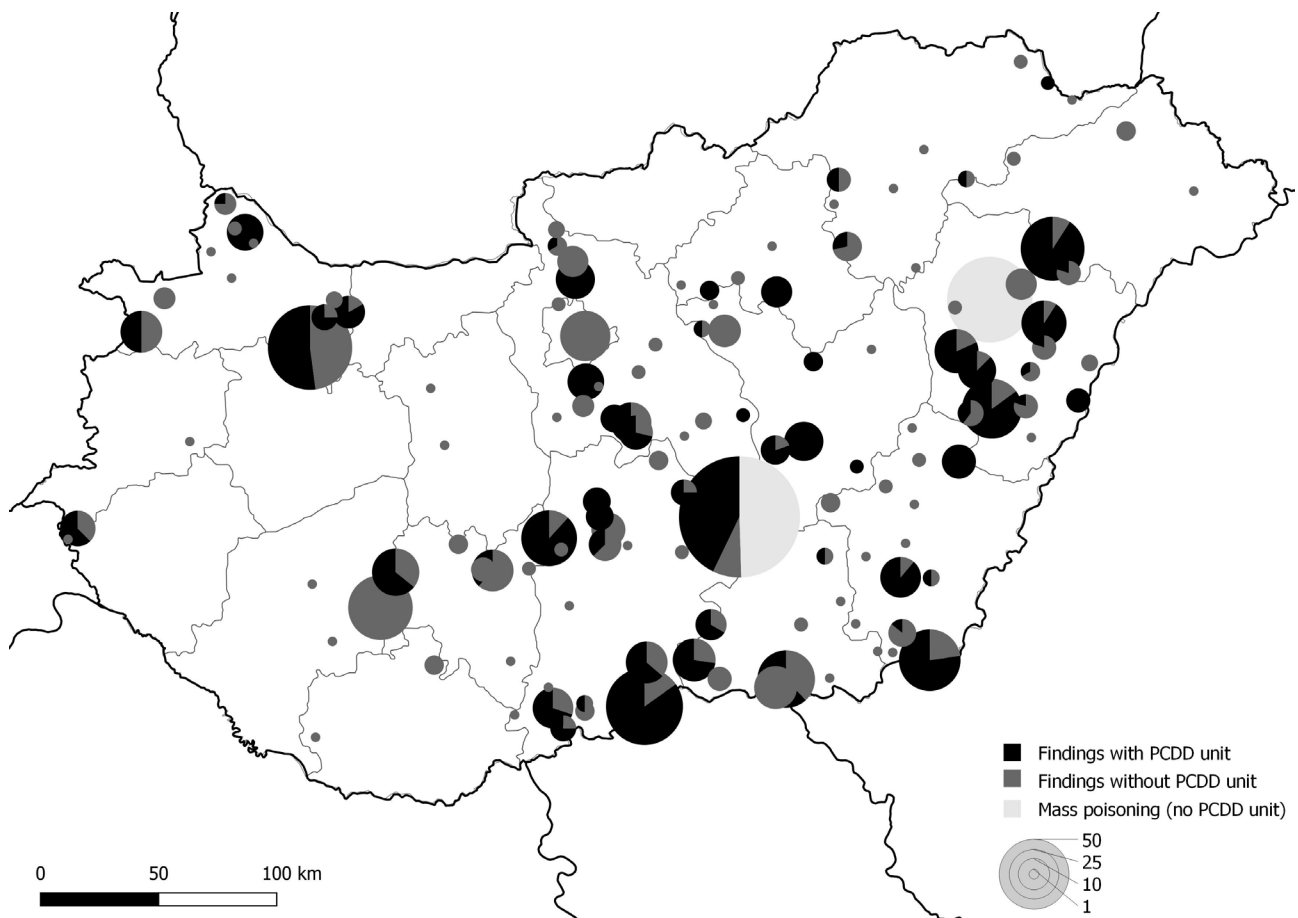 Findings with PCDD unit
Findings without PCDD unit
Mass poisoning (no PCDD unit)
50
25
10
1
0 50 100 km